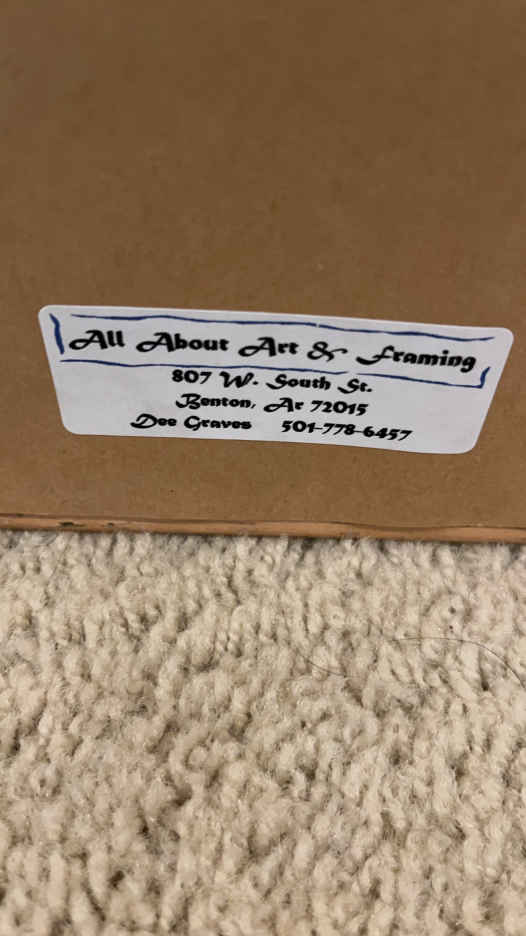 All About Art & Framing
807 W. South St.
Benton, Ar 72015
Dee Graves 501-778-6457